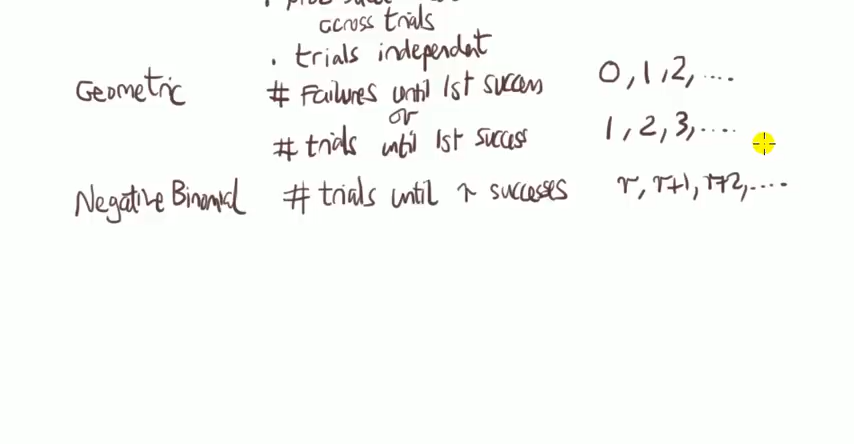 across trials
. trials independent
Geometric # Failures until 1st success 0, 1, 2, ....
or
# trials until 1st success 1, 2, 3, ....
Negative Binomial # trials until r successes r, r+1, r+2, ....